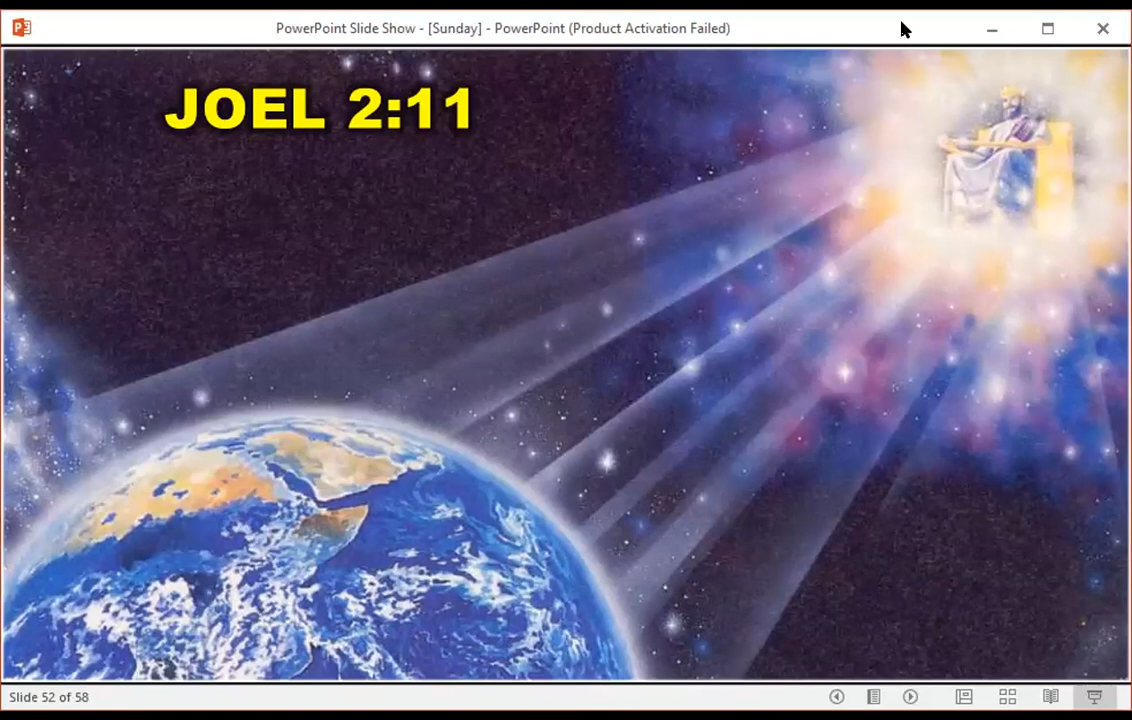 PowerPoint Slide Show - [Sunday] - PowerPoint (Product Activation Failed)
JOEL 2:11
Slide 52 of 58